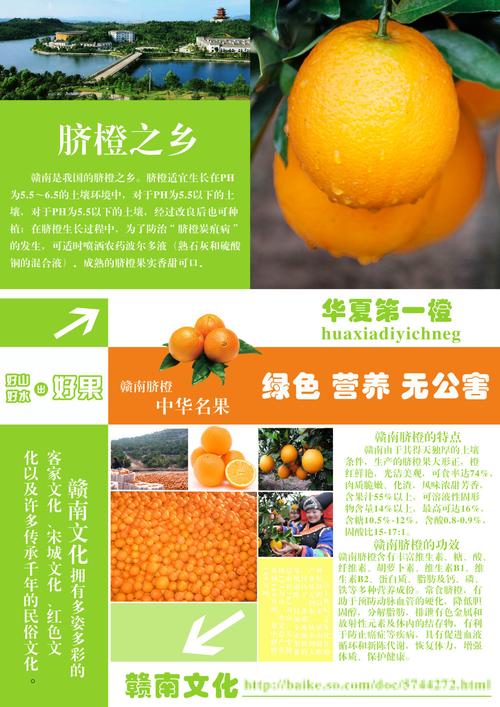 脐橙之乡
赣南是我国的脐橙之乡。脐橙适宜生长在PH
为5.5～6.5的土壤环境中，对于PH为5.5以下的土
壤，对于PH为5.5以下的土壤，经过改良后也可种
植；在脐橙生长过程中，为了防治“脐橙炭疽病”
的发生，可适时喷洒农药波尔多液（熟石灰和硫酸
铜的混合液）。成熟的脐橙果实香甜可口．
华夏第一橙
huaxiadiyichneg
好山
好水
出
好果
赣南脐橙
中华名果
绿色 营养 无公害
赣南文化拥有多姿多彩的
客家文化、宋城文化、红色文
化以及许多传承千年的民俗文化。
赣南脐橙的特点
赣南由于其得天独厚的土壤
条件，生产的脐橙果大形正，橙
红鲜艳，光洁美观，可食率达74%，
肉质脆嫩、化渣，风味浓甜芳香，
含果汁55%以上，可溶性固形
物含量14%以上，最高可达16%，
含糖10.5%-12%，含酸0.8-0.9%，
固酸比15-17:1。
赣南脐橙的功效
赣南脐橙含有丰富维生素、糖、酸、
纤维素、胡萝卜素、维生素B1、维
生素B2、蛋白质、脂肪及钙、磷、
铁等多种营养成份。常食脐橙，有
助于预防动脉血管的硬化，降低胆
固醇，分解脂肪，排泄有色金属和
放射性元素及体内的结石物，有利
于防止癌症等疾病，具有促进血液
循环和新陈代谢，恢复体力，增强
体质、保护健康。
赣南文化
http://baike.so.com/doc/5744272.html